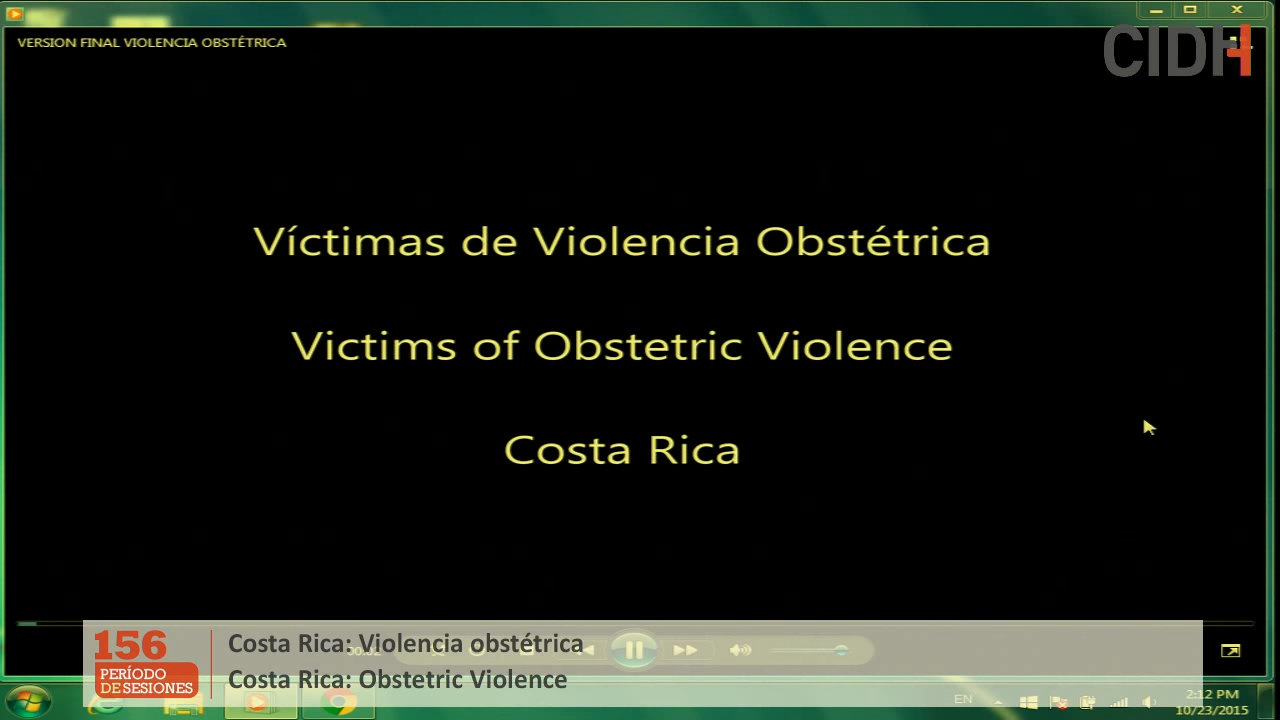 VERSION FINAL VIOLENCIA OBSTÉTRICA
CIDH
Víctimas de Violencia Obstétrica
Victims of Obstetric Violence
Costa Rica
156
PERÍODO
DE SESIONES
Costa Rica: Violencia obstétrica
Costa Rica: Obstetric Violence
EN
2:12 PM
10/23/2015